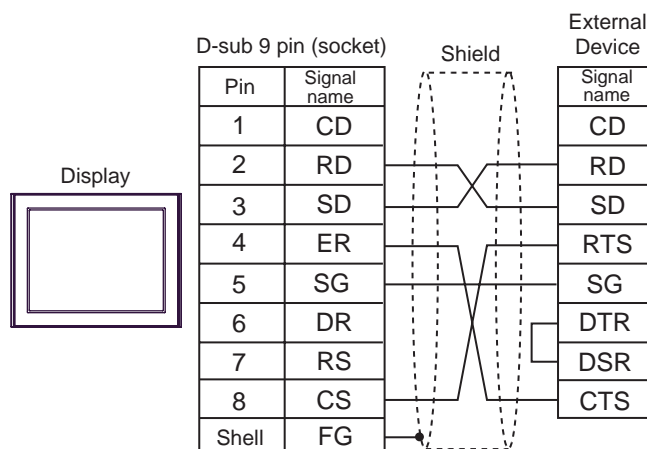 External
Device
D-sub 9 pin (socket)
Shield
Pin Signal name
Signal name
1 CD CD
2 RD RD
Display
3 SD SD
4 ER RTS
5 SG SG
6 DR DTR
7 RS DSR
8 CS CTS
Shell FG